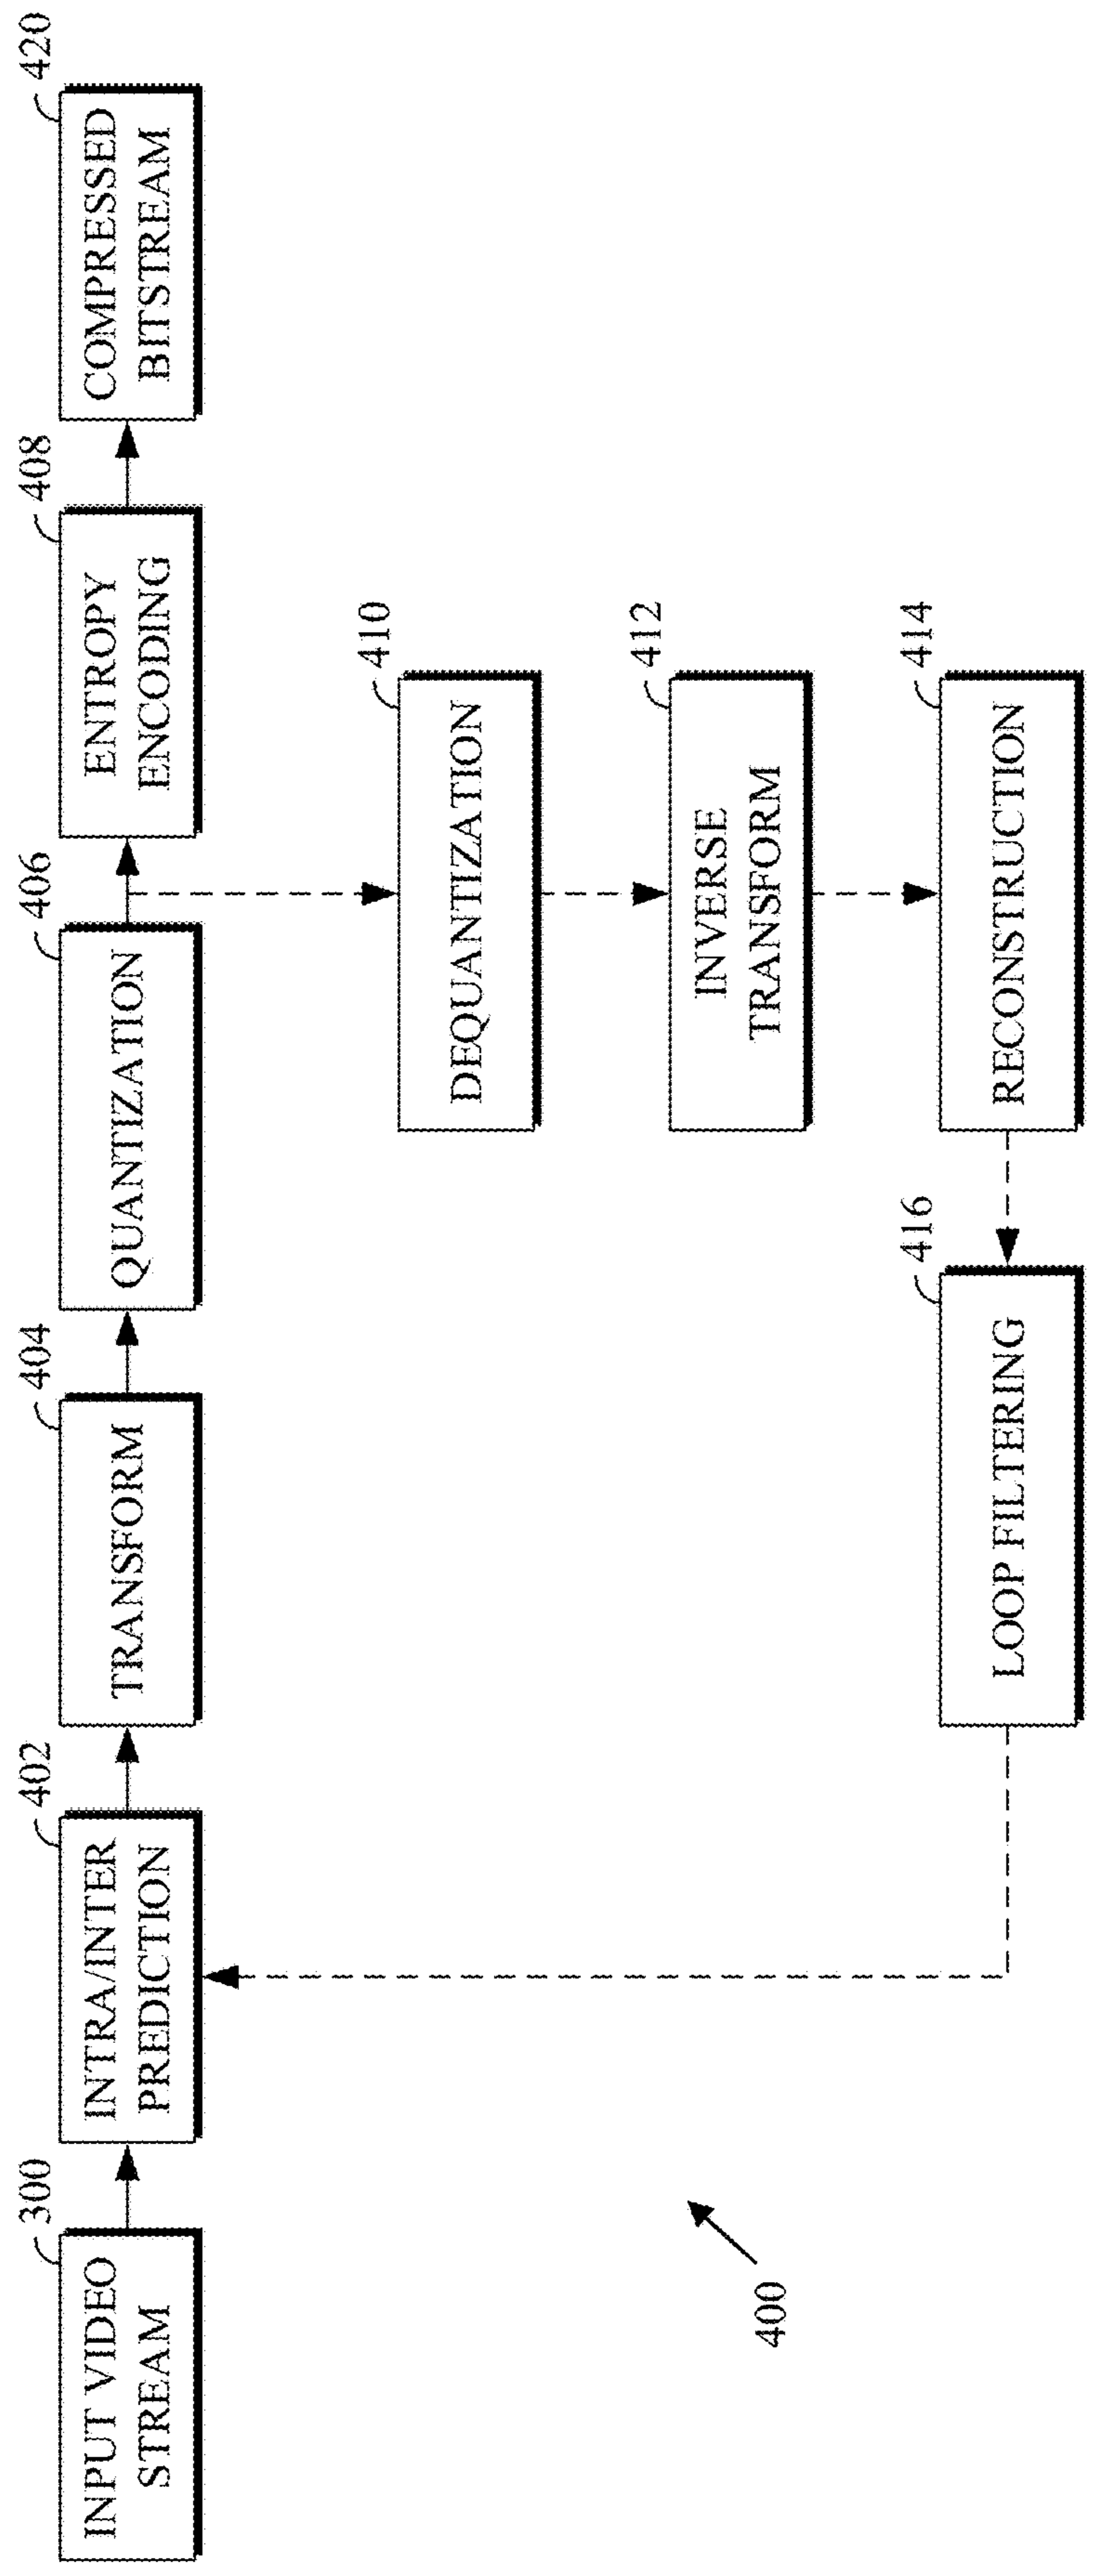 300
INPUT VIDEO
STREAM
402
INTRA/INTER
PREDICTION
404
TRANSFORM
406
QUANTIZATION
408
ENTROPY
ENCODING
420
COMPRESSED
BITSTREAM
410
DEQUANTIZATION
412
INVERSE
TRANSFORM
416
LOOP FILTERING
414
RECONSTRUCTION
400